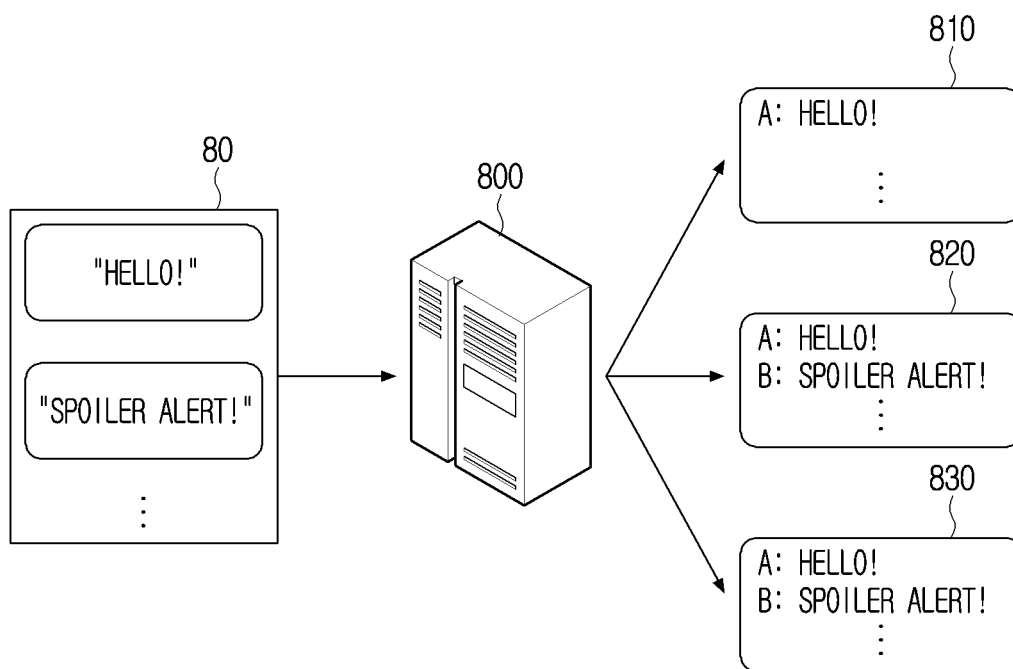 80
"HELLO!"
"SPOILER ALERT!"
800
810
A: HELLO!
820
A: HELLO!
B: SPOILER ALERT!
830
A: HELLO!
B: SPOILER ALERT!